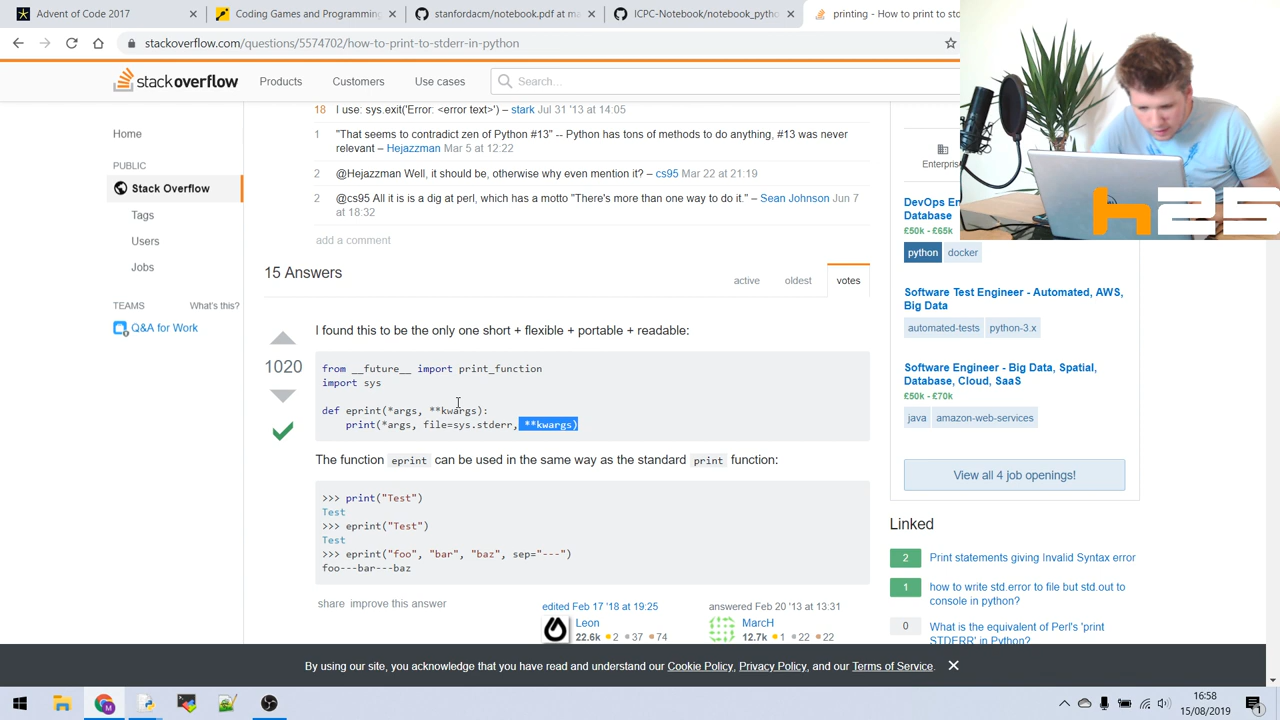 Advent of Code 2017
Coding Games and Programming
stanfordacm/notebook.pdf at ma
ICPC-Notebook/notebook_pytho
printing - How to print to std
stackoverflow.com/questions/5574702/how-to-print-to-stderr-in-python
stackoverflow
Products
Customers
Use cases
Search...
18 I use: sys.exit('Error: <error text>') – stark Jul 31 '13 at 14:05
1 "That seems to contradict zen of Python #13" -- Python has tons of methods to do anything, #13 was never
relevant – Hejazzman Mar 5 at 12:22
2 @Hejazzman Well, it should be, otherwise why even mention it? – cs95 Mar 22 at 21:19
2 @cs95 All it is is a dig at perl, which has a motto "There's more than one way to do it." – Sean Johnson Jun 7
at 18:32
add a comment
Home
PUBLIC
Stack Overflow
Tags
Users
Jobs
TEAMS What's this?
Q&A for Work
15 Answers
active oldest votes
1020
I found this to be the only one short + flexible + portable + readable:
from __future__ import print_function
import sys
def eprint(*args, **kwargs):
print(*args, file=sys.stderr, **kwargs)
The function eprint can be used in the same way as the standard print function:
>>> print("Test")
Test
>>> eprint("Test")
Test
>>> eprint("foo", "bar", "baz", sep="---")
foo---bar---baz
share improve this answer
edited Feb 17 '18 at 19:25
Leon
22.6k 2 37 74
answered Feb 20 '13 at 13:31
MarcH
12.7k 1 22 22
Enterpris
DevOps En
Database
£50k - £65k
python docker
Software Test Engineer - Automated, AWS,
Big Data
automated-tests python-3.x
Software Engineer - Big Data, Spatial,
Database, Cloud, SaaS
£50k - £70k
java amazon-web-services
View all 4 job openings!
Linked
2 Print statements giving Invalid Syntax error
1 how to write std.error to file but std.out to
console in python?
0 What is the equivalent of Perl's 'print
STDERR' in Python?
h25
By using our site, you acknowledge that you have read and understand our Cookie Policy, Privacy Policy, and our Terms of Service.
16:58
15/08/2019
1